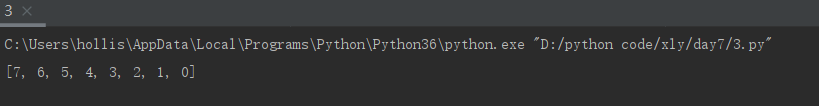 3 ×
C:\Users\hollis\AppData\Local\Programs\Python\Python36\python.exe "D:/python code/xly/day7/3.py"
[7, 6, 5, 4, 3, 2, 1, 0]